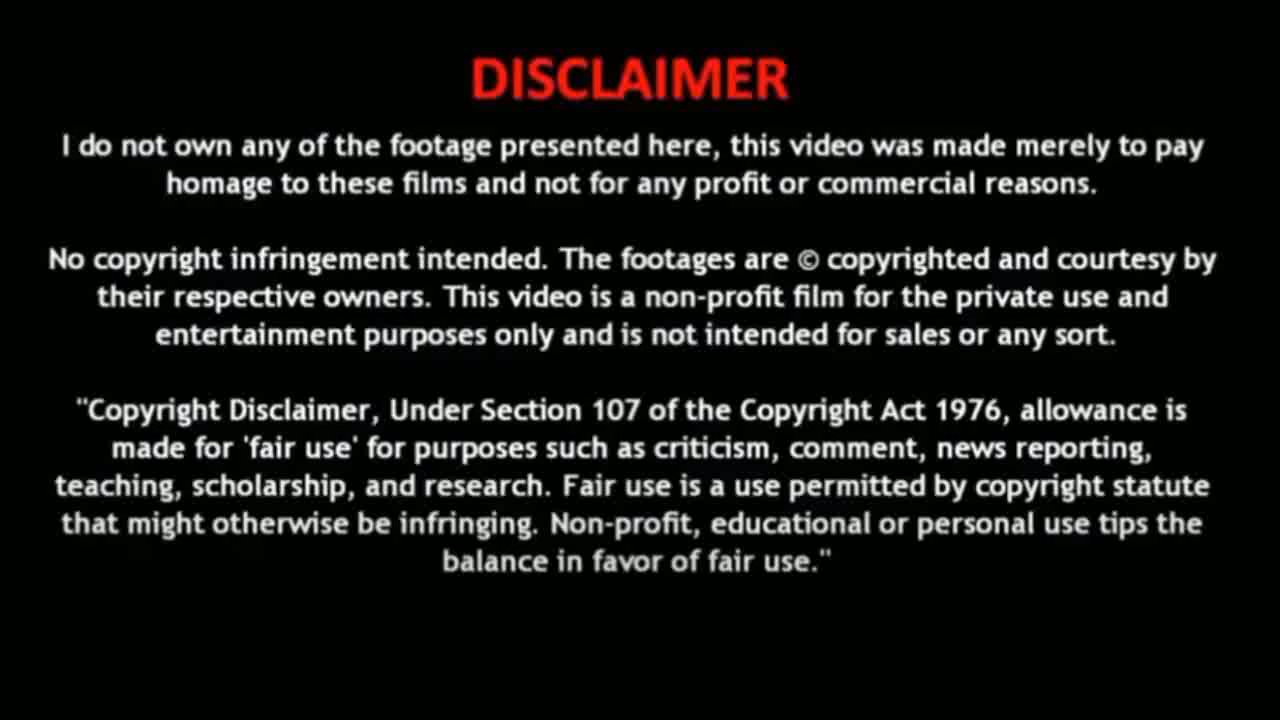 DISCLAIMER
I do not own any of the footage presented here, this video was made merely to pay
homage to these films and not for any profit or commercial reasons.
No copyright infringement intended. The footages are © copyrighted and courtesy by
their respective owners. This video is a non-profit film for the private use and
entertainment purposes only and is not intended for sales or any sort.
"Copyright Disclaimer, Under Section 107 of the Copyright Act 1976, allowance is
made for 'fair use' for purposes such as criticism, comment, news reporting,
teaching, scholarship, and research. Fair use is a use permitted by copyright statute
that might otherwise be infringing. Non-profit, educational or personal use tips the
balance in favor of fair use."